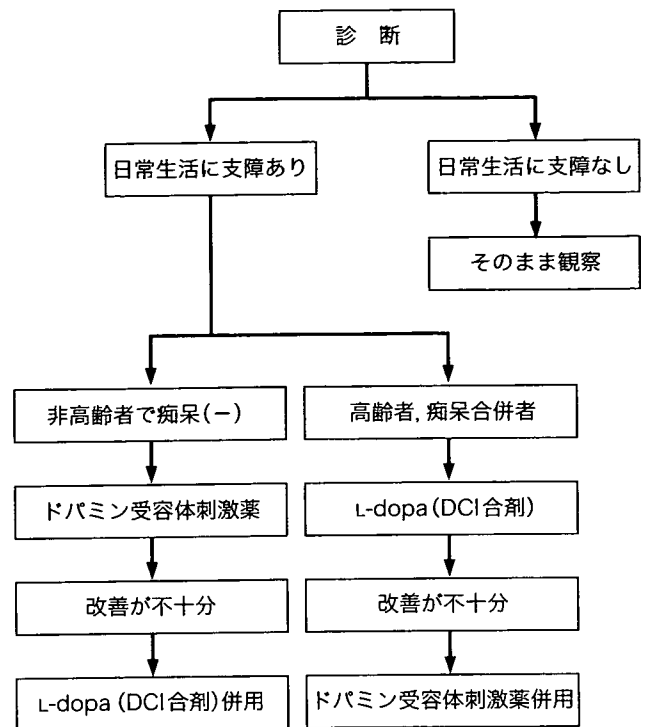 診 断
日常生活に支障あり
日常生活に支障なし
そのまま観察
非高齢者で痴呆(−)
高齢者, 痴呆合併者
ドパミン受容体刺激薬
L-dopa(DCI合剤)
改善が不十分
改善が不十分
L-dopa(DCI合剤)併用
ドパミン受容体刺激薬併用